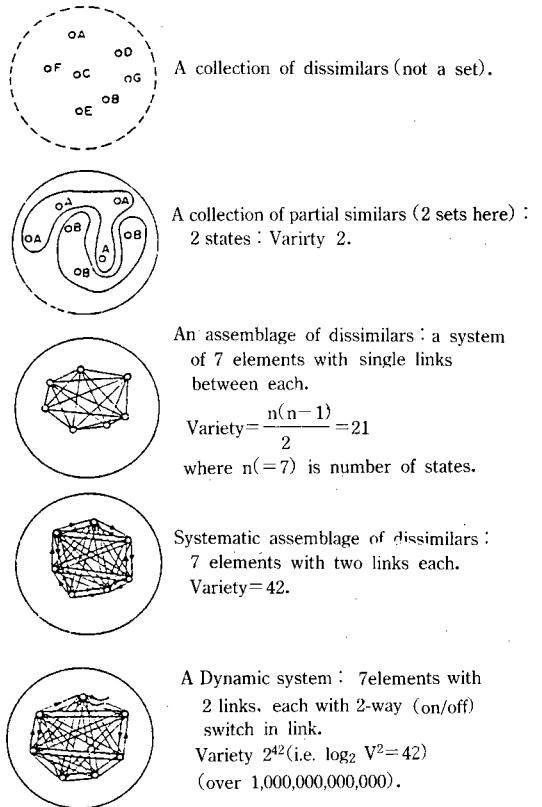 oA
oD
oF
oC
oG
oB
oE
A collection of dissimilars (not a set).
oA
oA
oA
oB
A
o
oB
oB
A collection of partial similars (2 sets here) :
2 states : Varirty 2.
An assemblage of dissimilars : a system
of 7 elements with single links
between each.
Variety = n(n-1)/2 = 21
where n(=7) is number of states.
Systematic assemblage of dissimilars :
7 elements with two links each.
Variety=42.
A Dynamic system : 7elements with
2 links, each with 2-way (on/off)
switch in link.
Variety 2⁴²(i.e. log₂ V²=42)
(over 1,000,000,000,000).